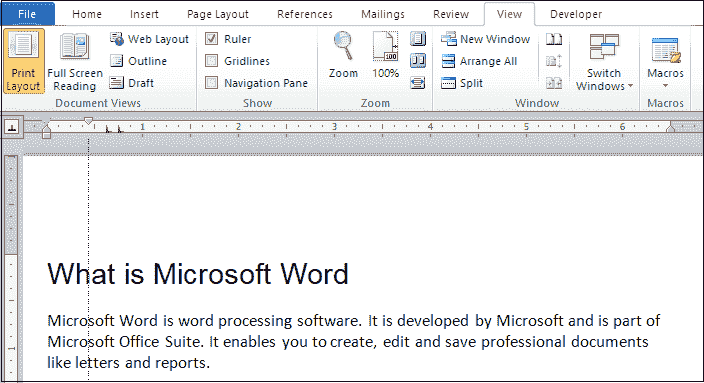 File Home Insert Page Layout References Mailings Review View Developer
Print Layout
Full Screen Reading
Web Layout
Outline
Draft
Document Views
Ruler
Gridlines
Navigation Pane
Show
Zoom
100
100%
Zoom
New Window
Arrange All
Split
Switch Windows
Window
Macros
Macros
1 2 3 4 5 6
1
What is Microsoft Word
Microsoft Word is word processing software. It is developed by Microsoft and is part of
Microsoft Office Suite. It enables you to create, edit and save professional documents
like letters and reports.